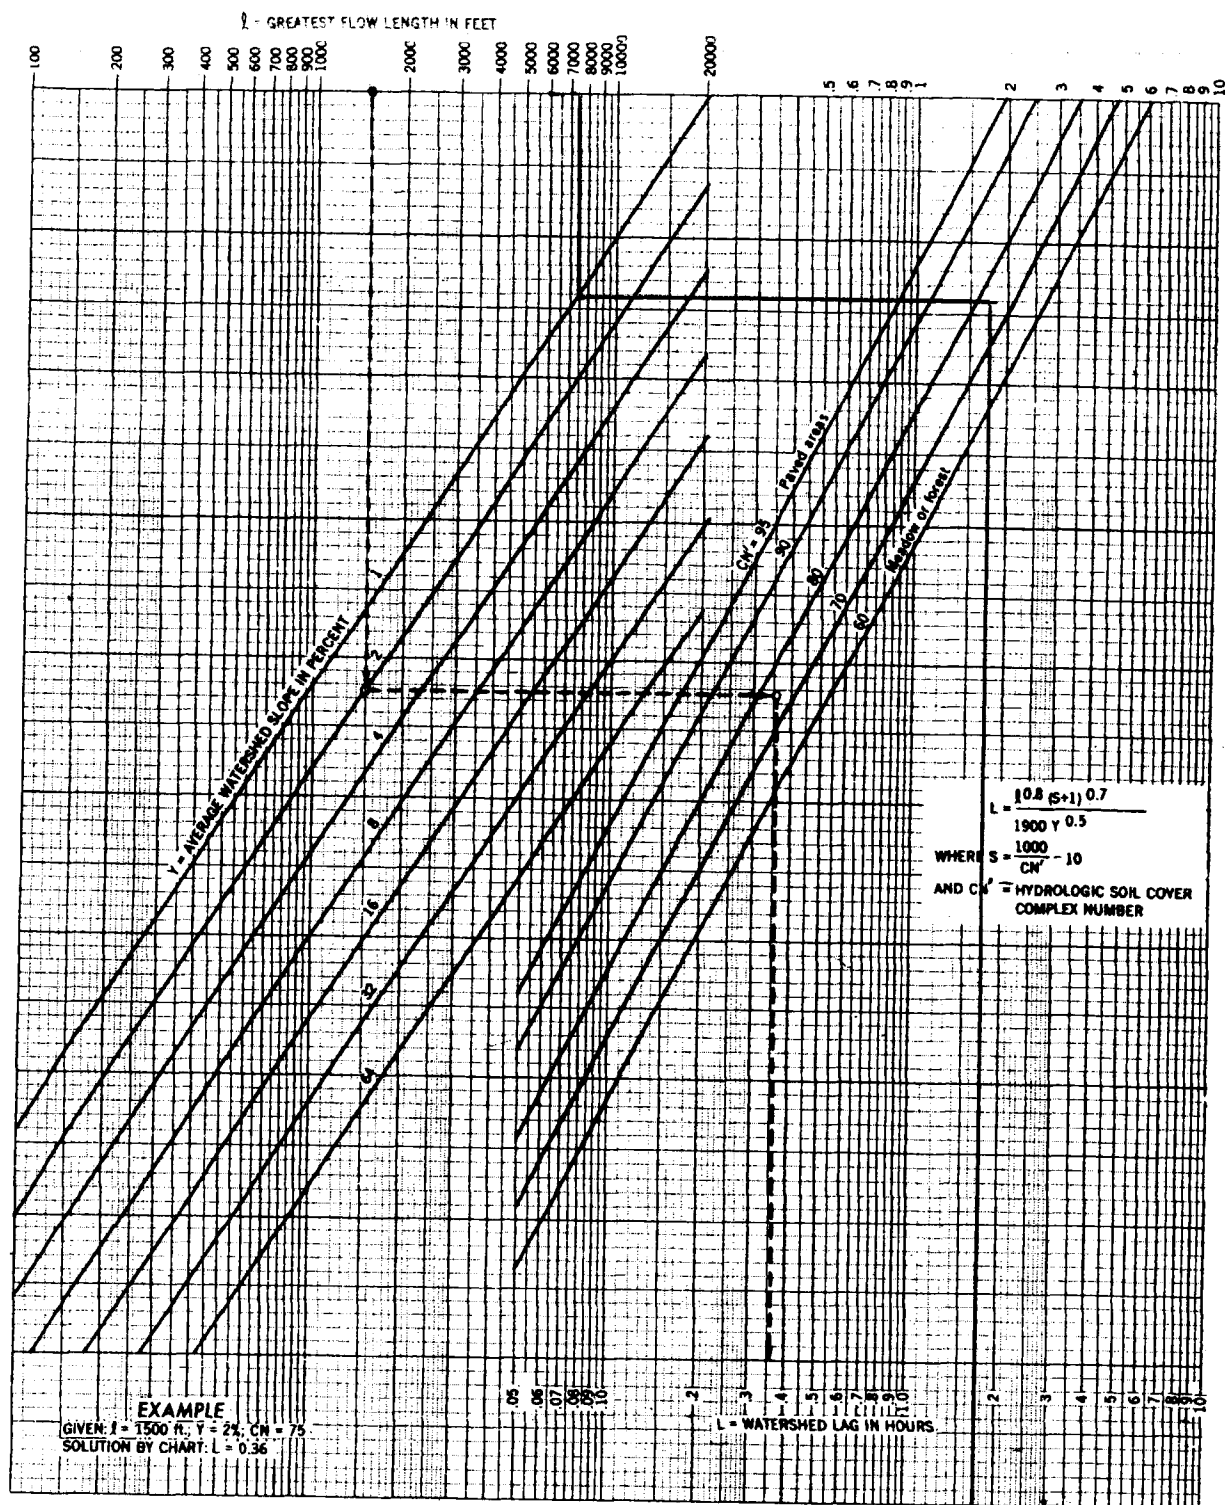 ℓ - GREATEST FLOW LENGTH IN FEET
100 200 300 400 500 600 700 800 900 1000 2000 3000 4000 5000 6000 7000 8000 9000 10000 20000 .5 .6 .7 .8 .9 1 2 3 4 5 6 7 8 9 10
Paved areas
CN' = 95
90
80
70
60
Meadow or forest
Y = AVERAGE WATERSHED SLOPE IN PERCENT
1
2
4
8
16
32
64
L = ℓ^0.8 (S+1)^0.7
1900 Y^0.5
WHERE S = 1000/CN' - 10
AND CN' = HYDROLOGIC SOIL COVER
COMPLEX NUMBER
.05 .06 .07 .08 .09 .10 .2 .3 .4 .5 .6 .7 .8 .9 1.0 2 3 4 5 6 7 8 9 10
L = WATERSHED LAG IN HOURS
EXAMPLE
GIVEN: ℓ = 1500 ft., Y = 2%, CN = 75
SOLUTION BY CHART: L = 0.36